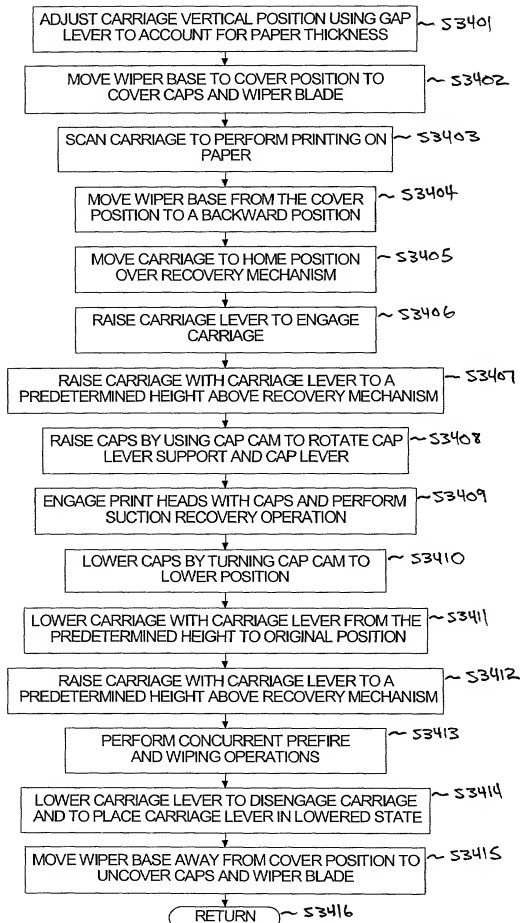 ADJUST CARRIAGE VERTICAL POSITION USING GAP
LEVER TO ACCOUNT FOR PAPER THICKNESS
S3401
MOVE WIPER BASE TO COVER POSITION TO
COVER CAPS AND WIPER BLADE
S3402
SCAN CARRIAGE TO PERFORM PRINTING ON
PAPER
S3403
MOVE WIPER BASE FROM THE COVER
POSITION TO A BACKWARD POSITION
S3404
MOVE CARRIAGE TO HOME POSITION
OVER RECOVERY MECHANISM
S3405
RAISE CARRIAGE LEVER TO ENGAGE
CARRIAGE
S3406
RAISE CARRIAGE WITH CARRIAGE LEVER TO A
PREDETERMINED HEIGHT ABOVE RECOVERY MECHANISM
S3407
RAISE CAPS BY USING CAP CAM TO ROTATE CAP
LEVER SUPPORT AND CAP LEVER
S3408
ENGAGE PRINT HEADS WITH CAPS AND PERFORM
SUCTION RECOVERY OPERATION
S3409
LOWER CAPS BY TURNING CAP CAM TO
LOWER POSITION
S3410
LOWER CARRIAGE WITH CARRIAGE LEVER FROM THE
PREDETERMINED HEIGHT TO ORIGINAL POSITION
S3411
RAISE CARRIAGE WITH CARRIAGE LEVER TO A
PREDETERMINED HEIGHT ABOVE RECOVERY MECHANISM
S3412
PERFORM CONCURRENT PREFIRE
AND WIPING OPERATIONS
S3413
LOWER CARRIAGE LEVER TO DISENGAGE CARRIAGE
AND TO PLACE CARRIAGE LEVER IN LOWERED STATE
S3414
MOVE WIPER BASE AWAY FROM COVER POSITION TO
UNCOVER CAPS AND WIPER BLADE
S3415
RETURN
S3416